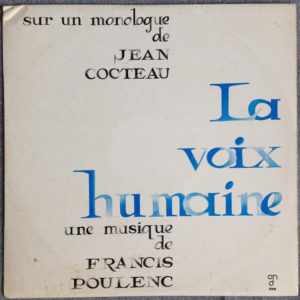 sur un monologue
de
JEAN
COCTEAU
La
voix
humaine
une musique
de
FRANCIS
POULENC